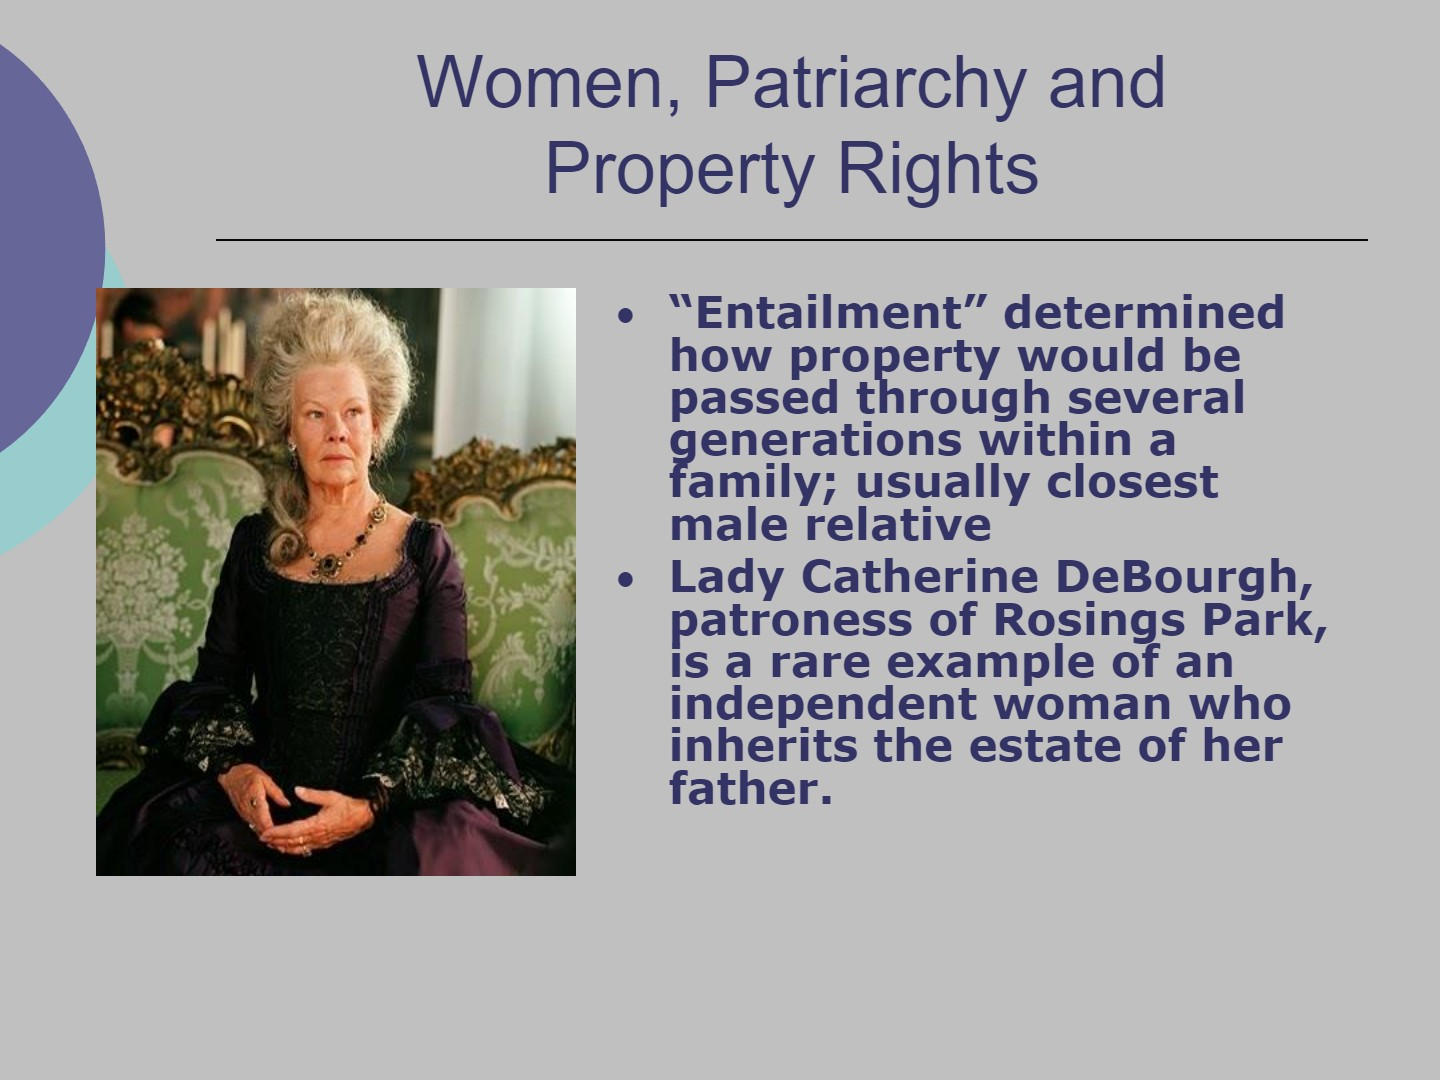 Women, Patriarchy and
Property Rights
• “Entailment” determined
how property would be
passed through several
generations within a
family; usually closest
male relative
• Lady Catherine DeBourgh,
patroness of Rosings Park,
is a rare example of an
independent woman who
inherits the estate of her
father.